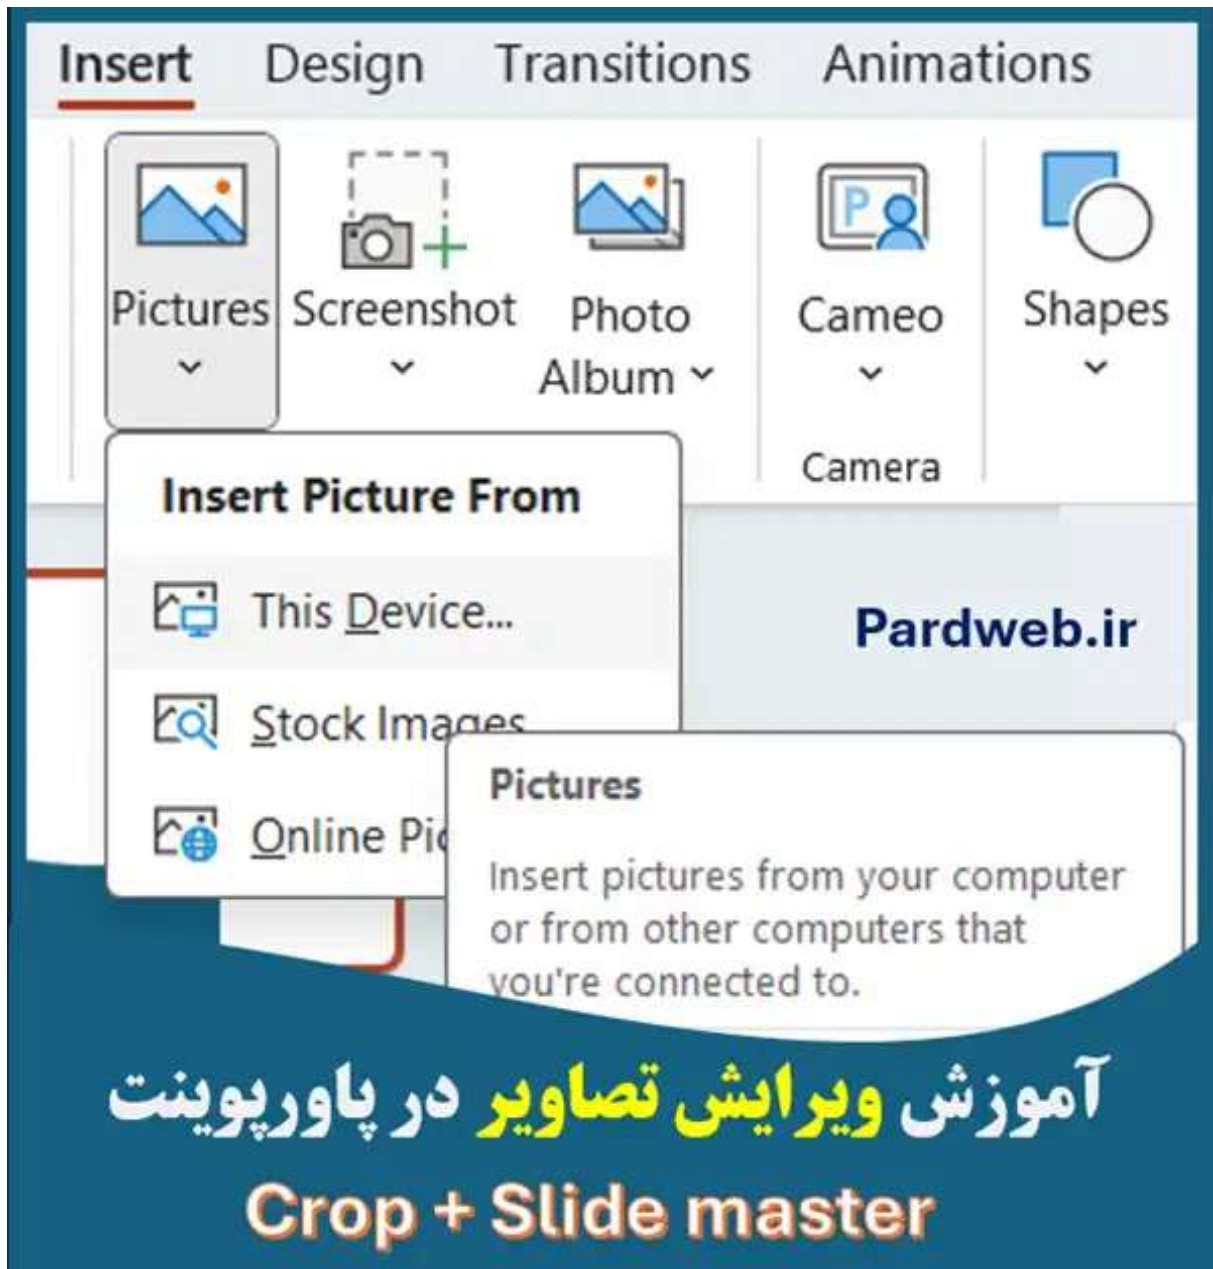 Insert Design Transitions Animations
Pictures Screenshot Photo Album Cameo Shapes
Camera
Insert Picture From
This Device...
Stock Images
Online
Pardweb.ir
Pictures
Insert pictures from your computer
or from other computers that
you're connected to.
آموزش ویرایش تصاویر در پاورپوینت
Crop + Slide master